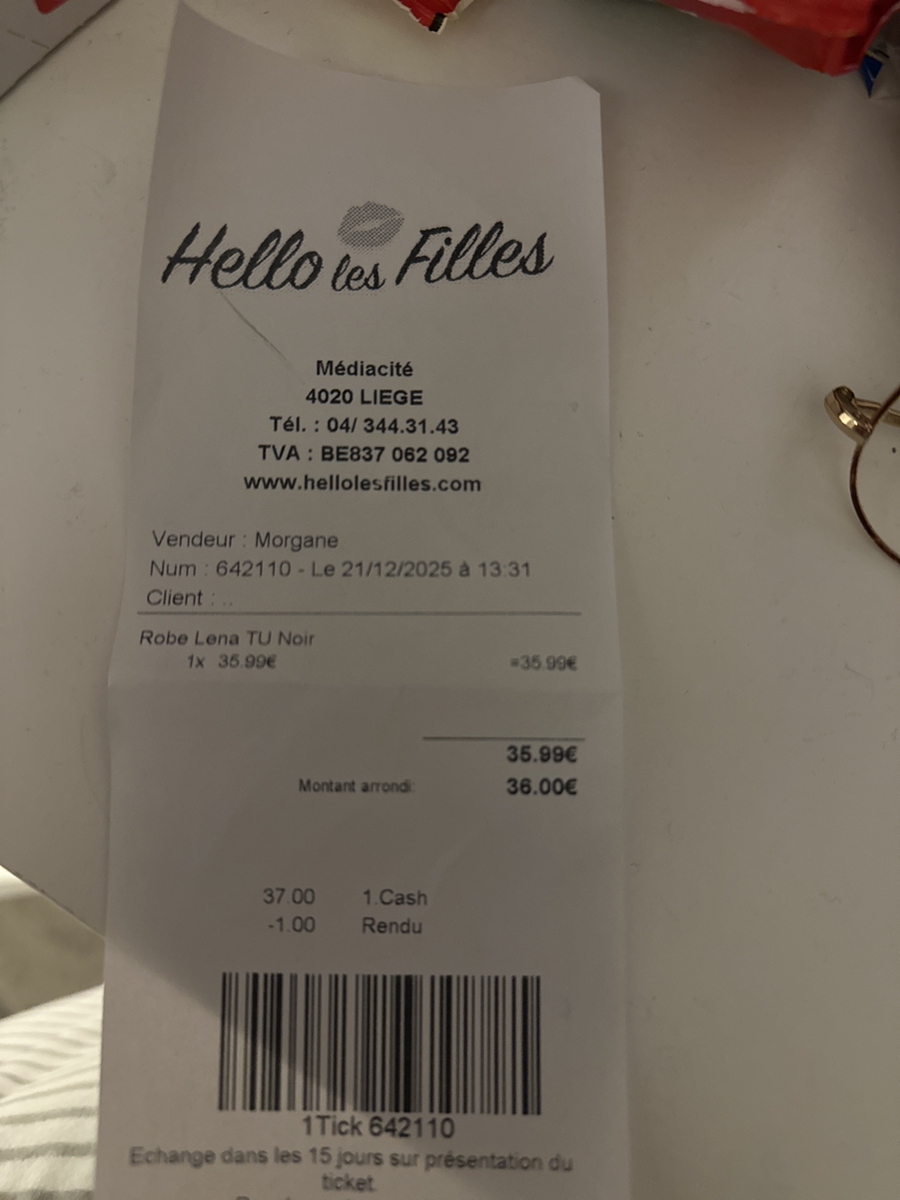 Hello les Filles
Médiacité
4020 LIEGE
Tél. : 04/ 344.31.43
TVA : BE837 062 092
www.hellolesfilles.com
Vendeur : Morgane
Num : 642110 - Le 21/12/2025 à 13:31
Client : ..
Robe Lena TU Noir
1x 35.99€ =35.99€
35.99€
Montant arrondi: 36.00€
37.00 1.Cash
-1.00 Rendu
1Tick 642110
Echange dans les 15 jours sur présentation du
ticket